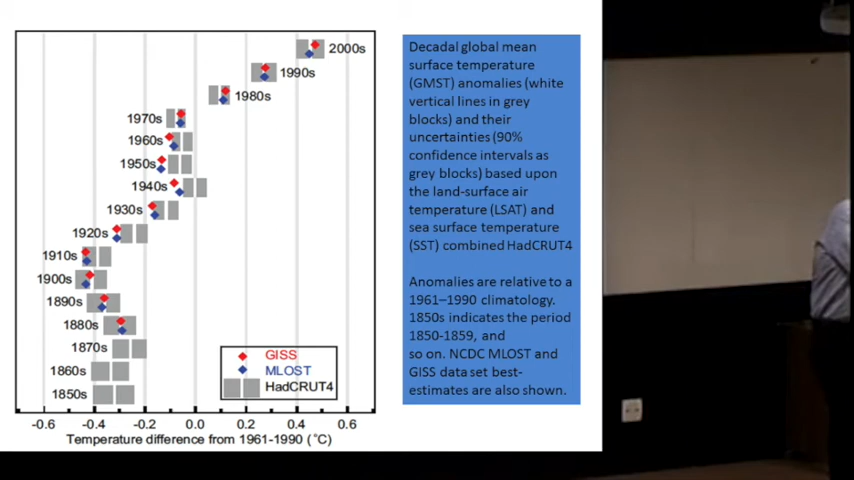 2000s
1990s
1980s
1970s
1960s
1950s
1940s
1930s
1920s
1910s
1900s
1890s
1880s
1870s
1860s
1850s
GISS
MLOST
HadCRUT4
-0.6 -0.4 -0.2 0.0 0.2 0.4 0.6
Temperature difference from 1961-1990 (°C)
Decadal global mean
surface temperature
(GMST) anomalies (white
vertical lines in grey
blocks) and their
uncertainties (90%
confidence intervals as
grey blocks) based upon
the land-surface air
temperature (LSAT) and
sea surface temperature
(SST) combined HadCRUT4
Anomalies are relative to a
1961–1990 climatology.
1850s indicates the period
1850-1859, and
so on. NCDC MLOST and
GISS data set best-
estimates are also shown.